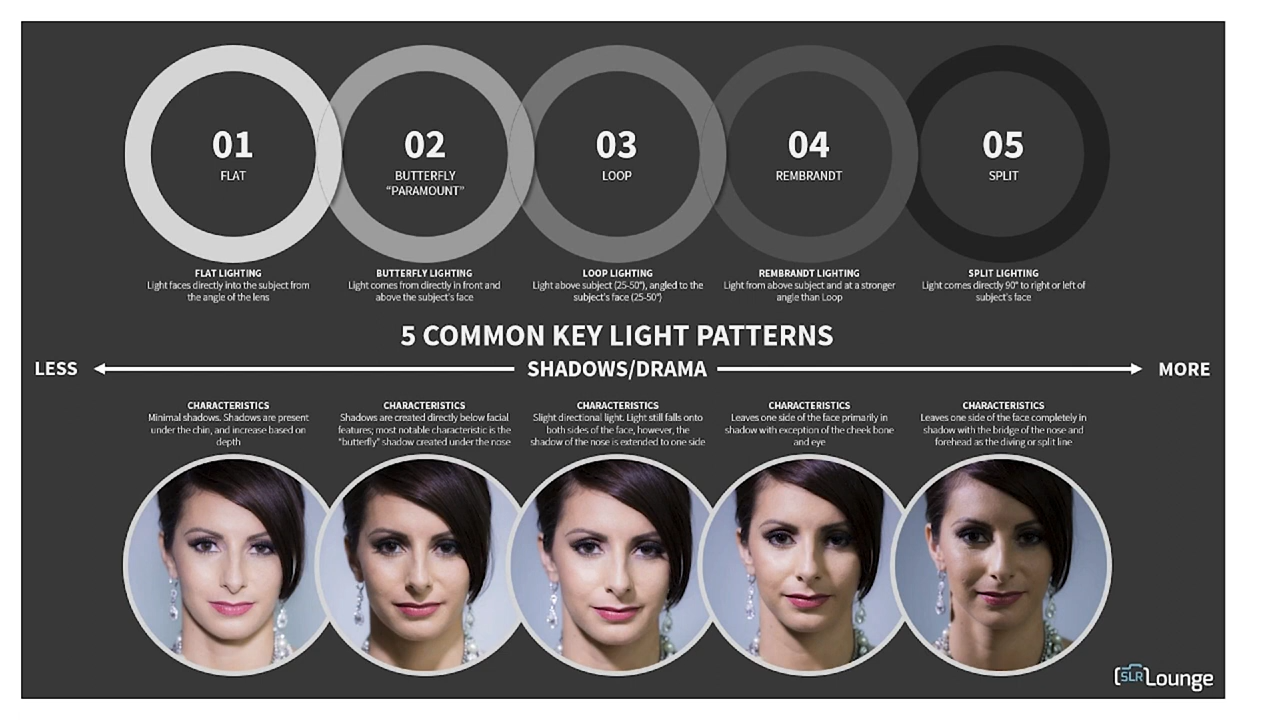 01
FLAT
02
BUTTERFLY
“PARAMOUNT”
03
LOOP
04
REMBRANDT
05
SPLIT
FLAT LIGHTING
Light faces directly into the subject from
the angle of the lens
BUTTERFLY LIGHTING
Light comes from directly in front and
above the subject's face
LOOP LIGHTING
Light above subject (25-50°), angled to the
subject's face (25-50°)
REMBRANDT LIGHTING
Light from above subject and at a stronger
angle than Loop
SPLIT LIGHTING
Light comes directly 90° to right or left of
subject's face
5 COMMON KEY LIGHT PATTERNS
LESS
SHADOWS/DRAMA
MORE
CHARACTERISTICS
Minimal shadows. Shadows are present
under the chin, and increase based on
depth
CHARACTERISTICS
Shadows are created directly below facial
features; most notable characteristic is the
"butterfly" shadow created under the nose
CHARACTERISTICS
Slight directional light. Light still falls onto
both sides of the face, however, the
shadow of the nose is extended to one side
CHARACTERISTICS
Leaves one side of the face primarily in
shadow with exception of the cheek bone
and eye
CHARACTERISTICS
Leaves one side of the face completely in
shadow with the bridge of the nose and
forehead as the diving or split line
SLR Lounge